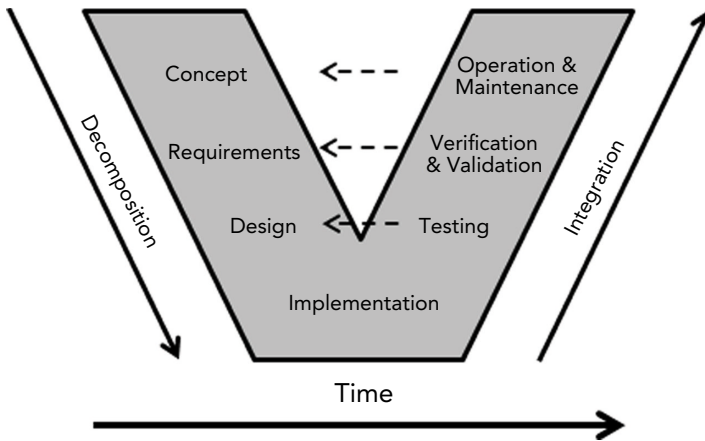 Concept
Operation &
Maintenance
Decomposition
Requirements
Verification
& Validation
Integration
Design
Testing
Implementation
Time